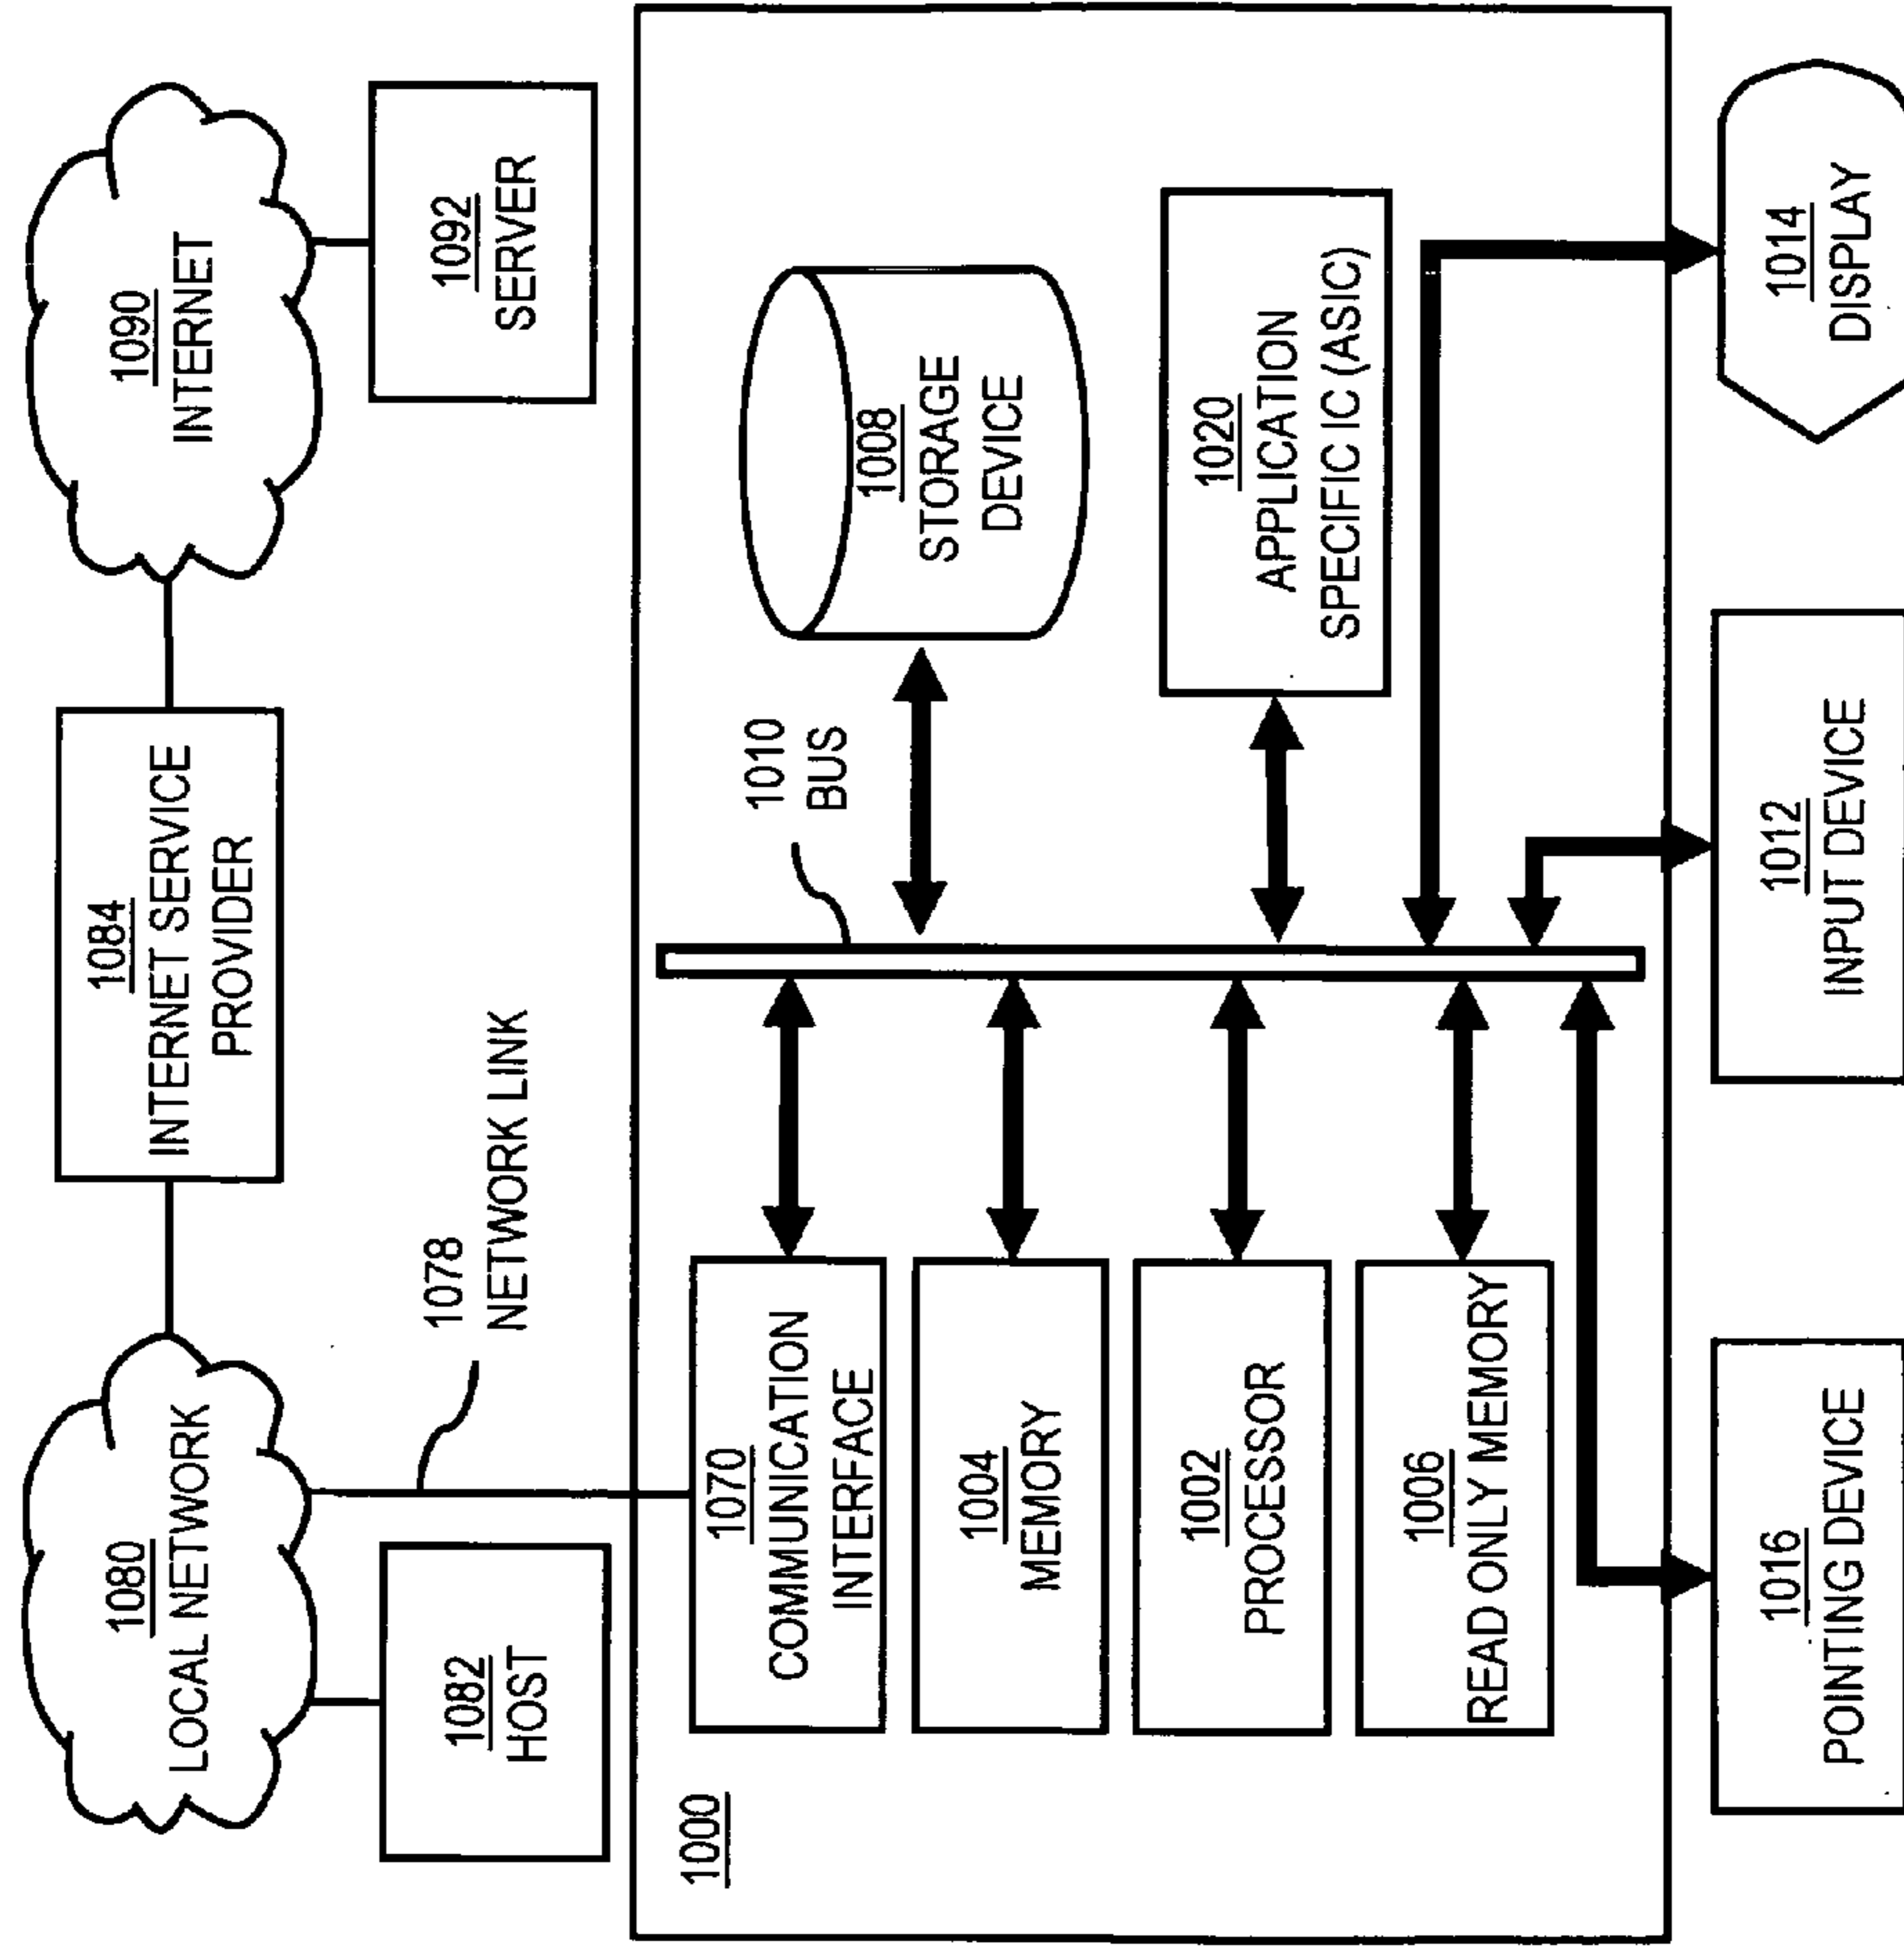 1080
LOCAL NETWORK
1084
INTERNET SERVICE
PROVIDER
1090
INTERNET
1082
HOST
1078
NETWORK LINK
1092
SERVER
1000
1070
COMMUNICATION
INTERFACE
1004
MEMORY
1002
PROCESSOR
1006
READ ONLY MEMORY
1010
BUS
1008
STORAGE
DEVICE
1020
APPLICATION
SPECIFIC IC (ASIC)
1016
POINTING DEVICE
1012
INPUT DEVICE
1014
DISPLAY